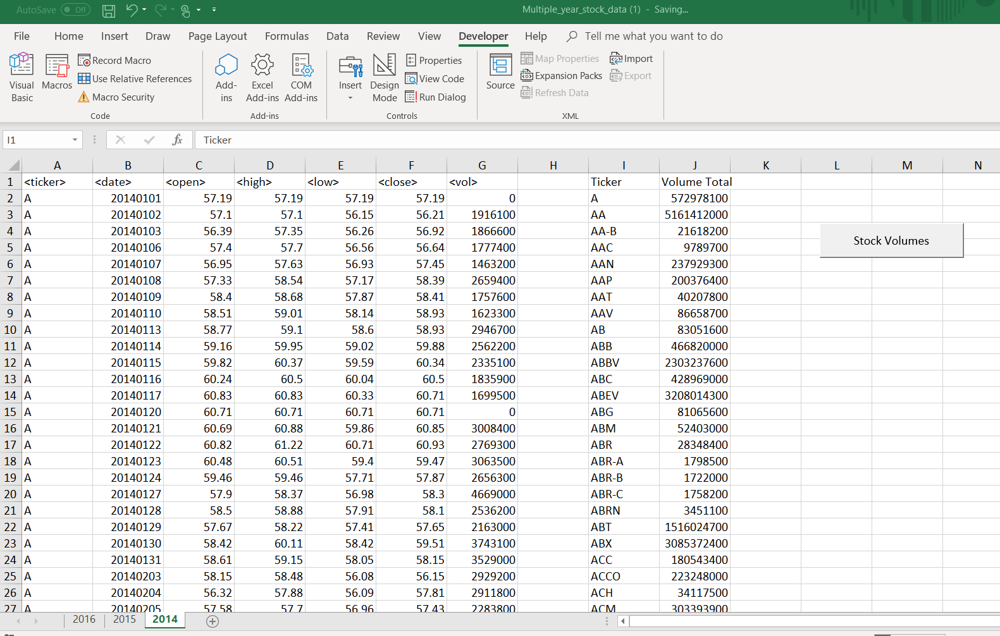 AutoSave Off Multiple_year_stock_data (1) - Saving...
File Home Insert Draw Page Layout Formulas Data Review View Developer Help Tell me what you want to do
Visual Basic
Macros
Record Macro
Use Relative References
Macro Security
Code
Add-ins
Excel Add-ins
COM Add-ins
Add-ins
Insert
Design Mode
Properties
View Code
Run Dialog
Controls
Source
Map Properties
Expansion Packs
Refresh Data
Import
Export
XML
I1 fx Ticker
A B C D E F G H I J K L M N
1 <ticker> <date> <open> <high> <low> <close> <vol> Ticker Volume Total
2 A 20140101 57.19 57.19 57.19 57.19 0 A 572978100
3 A 20140102 57.1 57.1 56.15 56.21 1916100 AA 5161412000
4 A 20140103 56.39 57.35 56.26 56.92 1866600 AA-B 21618200
5 A 20140106 57.4 57.7 56.56 56.64 1777400 AAC 9789700
Stock Volumes
6 A 20140107 56.95 57.63 56.93 57.45 1463200 AAN 237929300
7 A 20140108 57.33 58.54 57.17 58.39 2659400 AAP 200376400
8 A 20140109 58.4 58.68 57.87 58.41 1757600 AAT 40207800
9 A 20140110 58.51 59.01 58.14 58.93 1623300 AAV 86658700
10 A 20140113 58.77 59.1 58.6 58.93 2946700 AB 83051600
11 A 20140114 59.16 59.95 59.02 59.88 2562200 ABB 466820000
12 A 20140115 59.82 60.37 59.59 60.34 2335100 ABBV 2303237600
13 A 20140116 60.24 60.5 60.04 60.5 1835900 ABC 428969000
14 A 20140117 60.83 60.83 60.33 60.71 1699500 ABEV 3208014300
15 A 20140120 60.71 60.71 60.71 60.71 0 ABG 81065600
16 A 20140121 60.69 60.88 59.86 60.85 3008400 ABM 52403000
17 A 20140122 60.82 61.22 60.71 60.93 2769300 ABR 28348400
18 A 20140123 60.48 60.51 59.4 59.47 3063500 ABR-A 1798500
19 A 20140124 59.46 59.46 57.71 57.87 2656300 ABR-B 1722000
20 A 20140127 57.9 58.37 56.98 58.3 4669000 ABR-C 1758200
21 A 20140128 58.5 58.88 57.91 58.1 2536200 ABRN 3451100
22 A 20140129 57.67 58.22 57.41 57.65 2163000 ABT 1516024700
23 A 20140130 58.42 60.11 58.42 59.51 3743100 ABX 3085372400
24 A 20140131 58.61 59.15 58.05 58.15 3529000 ACC 180543400
25 A 20140203 58.15 58.48 56.08 56.15 2929200 ACCO 223248000
26 A 20140204 56.32 57.88 56.09 57.81 2911800 ACH 34117500
27 A 20140205 57.58 57.7 56.96 57.43 2283800 ACM 303393900
2016 2015 2014